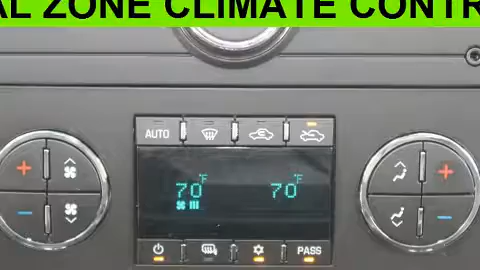 AL ZONE CLIMATE CONTR
AUTO
70°F 70°F
PASS